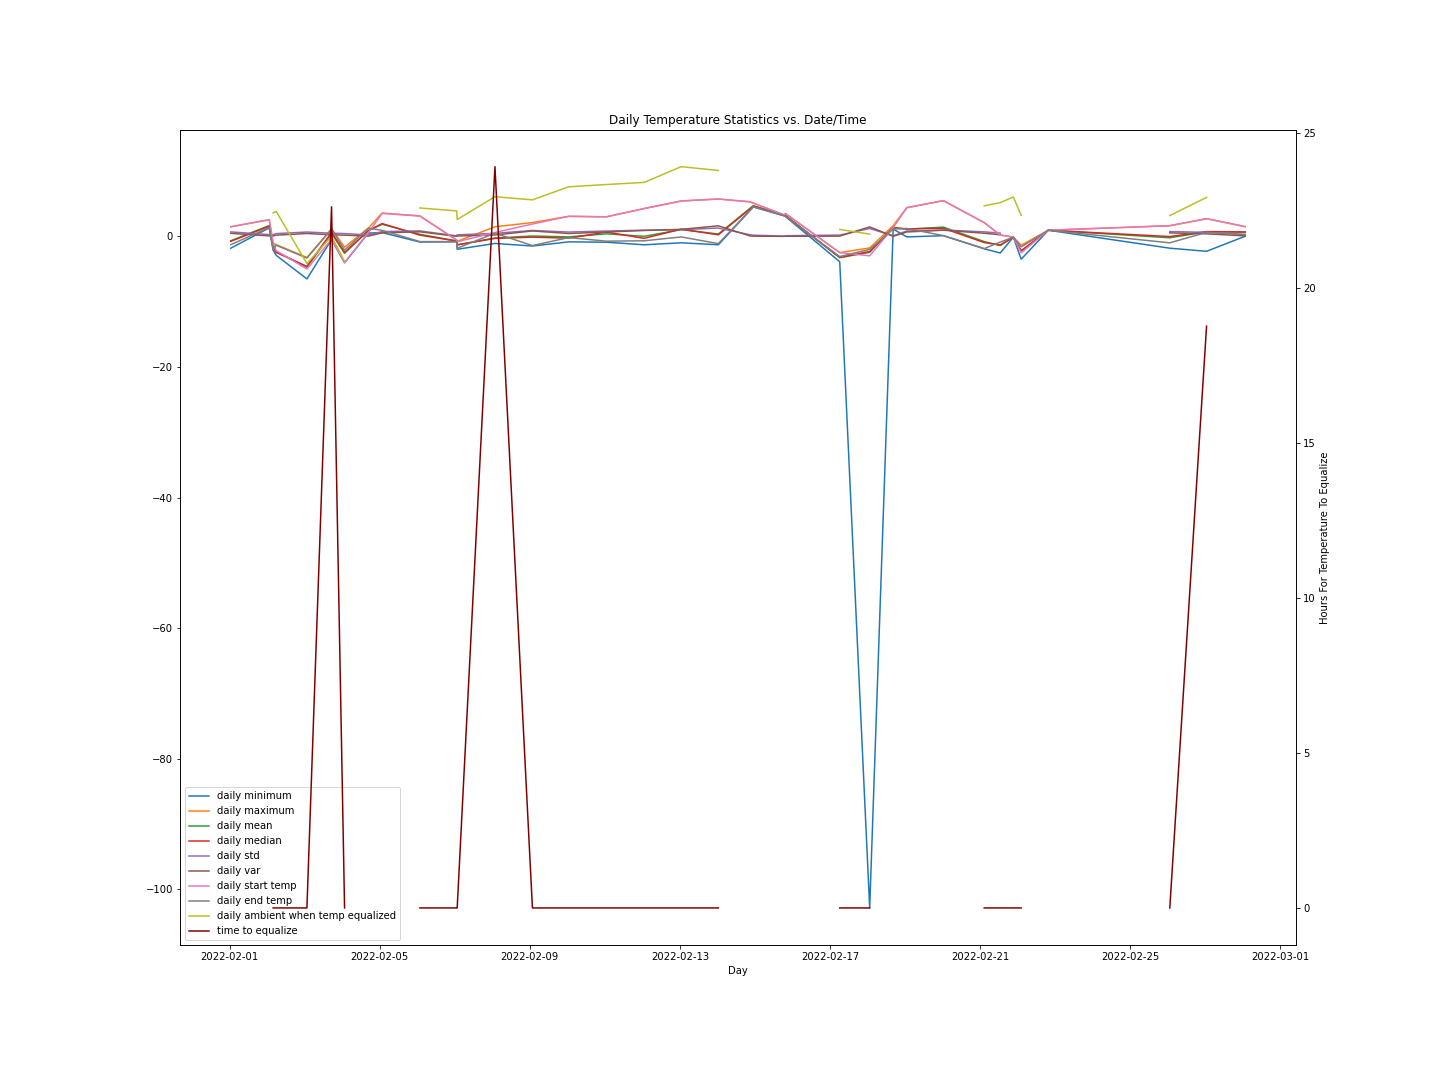 Daily Temperature Statistics vs. Date/Time
0
−20
−40
−60
−80
−100
25
20
15
10
5
0
Hours For Temperature To Equalize
daily minimum
daily maximum
daily mean
daily median
daily std
daily var
daily start temp
daily end temp
daily ambient when temp equalized
time to equalize
2022-02-01 2022-02-05 2022-02-09 2022-02-13 2022-02-17 2022-02-21 2022-02-25 2022-03-01
Day